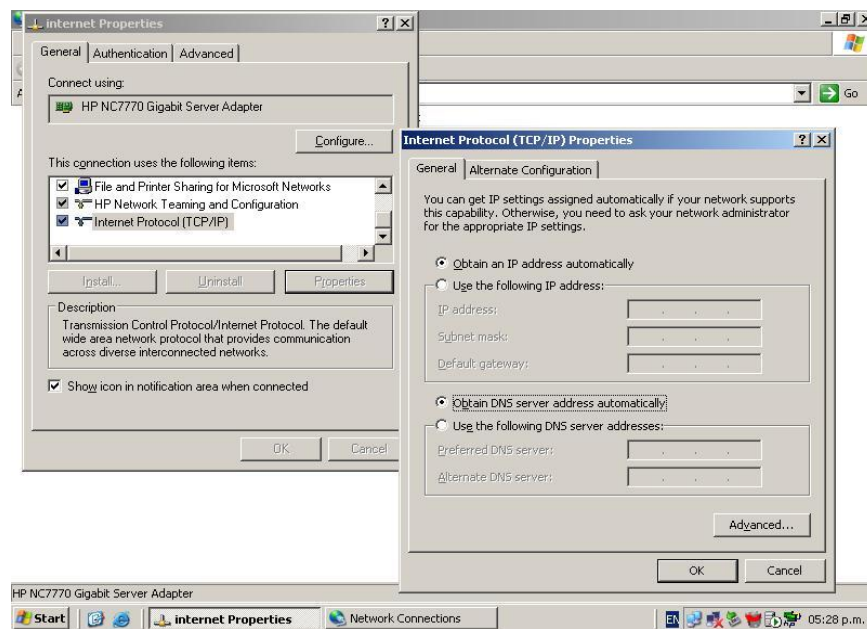 internet Properties
General
Authentication
Advanced
Connect using:
HP NC7770 Gigabit Server Adapter
Configure...
This connection uses the following items:
File and Printer Sharing for Microsoft Networks
HP Network Teaming and Configuration
Internet Protocol (TCP/IP)
Install...
Uninstall
Properties
Description
Transmission Control Protocol/Internet Protocol. The default
wide area network protocol that provides communication
across diverse interconnected networks.
Show icon in notification area when connected
OK
Cancel
Go
Internet Protocol (TCP/IP) Properties
General
Alternate Configuration
You can get IP settings assigned automatically if your network supports
this capability. Otherwise, you need to ask your network administrator
for the appropriate IP settings.
Obtain an IP address automatically
Use the following IP address:
IP address:
Subnet mask:
Default gateway:
Obtain DNS server address automatically
Use the following DNS server addresses:
Preferred DNS server:
Alternate DNS server:
Advanced...
OK
Cancel
HP NC7770 Gigabit Server Adapter
Start
internet Properties
Network Connections
EN
05:28 p.m.